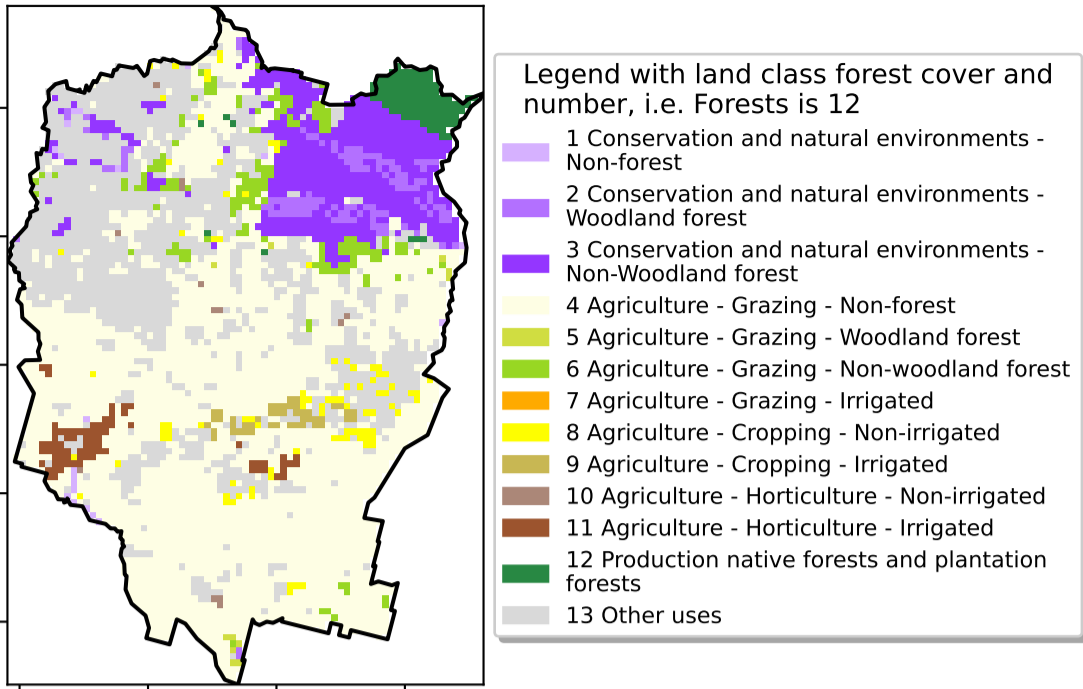 Legend with land class forest cover and
number, i.e. Forests is 12
1 Conservation and natural environments -
Non-forest
2 Conservation and natural environments -
Woodland forest
3 Conservation and natural environments -
Non-Woodland forest
4 Agriculture - Grazing - Non-forest
5 Agriculture - Grazing - Woodland forest
6 Agriculture - Grazing - Non-woodland forest
7 Agriculture - Grazing - Irrigated
8 Agriculture - Cropping - Non-irrigated
9 Agriculture - Cropping - Irrigated
10 Agriculture - Horticulture - Non-irrigated
11 Agriculture - Horticulture - Irrigated
12 Production native forests and plantation
forests
13 Other uses